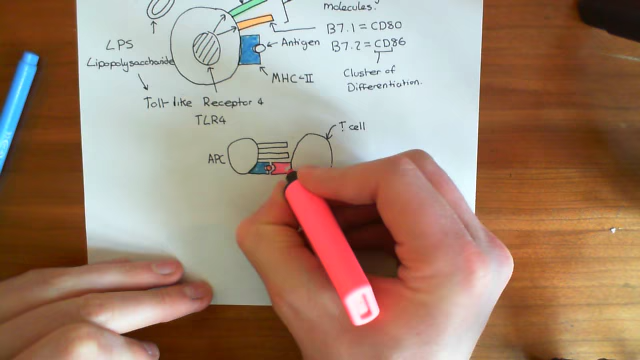 molecules.
B7.1 = CD80
B7.2 = CD86
Cluster of
Differentiation.
LPS
Lipopolysaccharide
Antigen
MHC-II
Toll-like Receptor 4
TLR4
APC
T cell